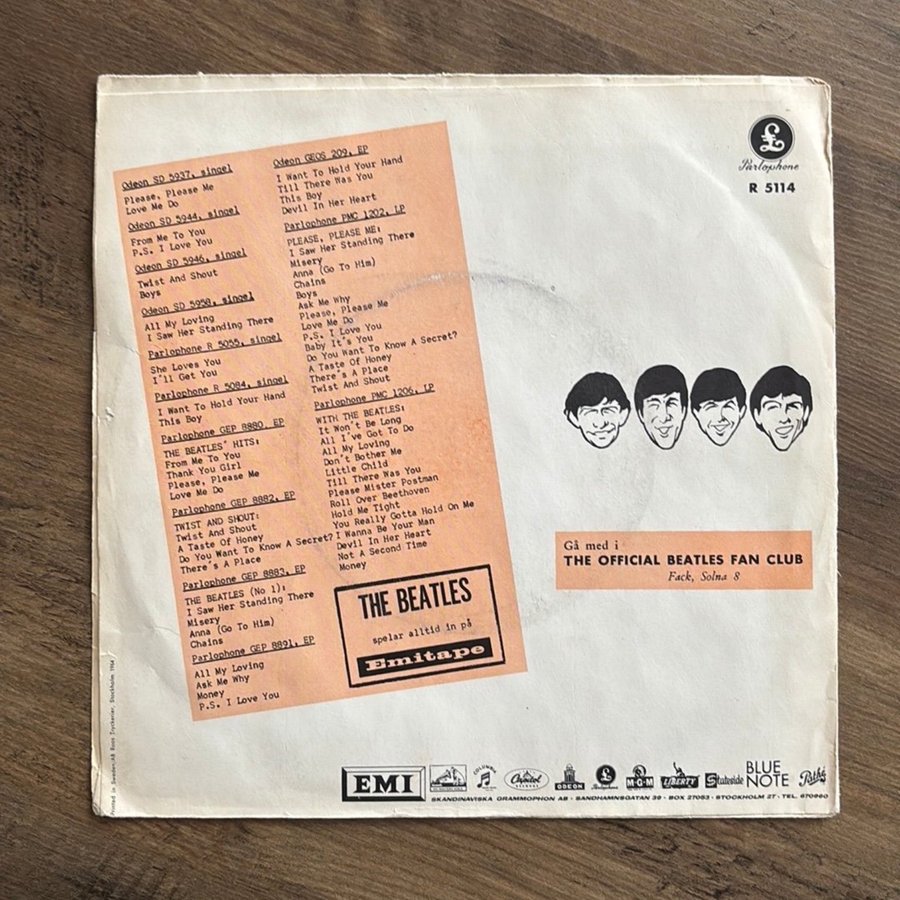 Odeon SD 5937, singel
Please, Please Me
Love Me Do
Odeon SD 5944, singel
From Me To You
P.S. I Love You
Odeon SD 5946, singel
Twist And Shout
Boys
Odeon SD 5958, singel
All My Loving
I Saw Her Standing There
Parlophone R 5055, singel
She Loves You
I'll Get You
Parlophone R 5084, singel
I Want To Hold Your Hand
This Boy
Parlophone GEP 8880, EP
THE BEATLES' HITS:
From Me To You
Thank You Girl
Please, Please Me
Love Me Do
Parlophone GEP 8882, EP
TWIST AND SHOUT:
Twist And Shout
A Taste Of Honey
Do You Want To Know A Secret?
There's A Place
Parlophone GEP 8883, EP
THE BEATLES (No 1):
I Saw Her Standing There
Misery
Anna (Go To Him)
Chains
Parlophone GEP 8891, EP
All My Loving
Ask Me Why
Money
P.S. I Love You
Odeon GEOS 209, EP
I Want To Hold Your Hand
Till There Was You
This Boy
Devil In Her Heart
Parlophone PMC 1202, LP
PLEASE, PLEASE ME:
I Saw Her Standing There
Misery
Anna (Go To Him)
Chains
Boys
Ask Me Why
Please, Please Me
Love Me Do
P.S. I Love You
Baby It's You
Do You Want To Know A Secret?
A Taste Of Honey
There's A Place
Twist And Shout
Parlophone PMC 1206, LP
WITH THE BEATLES:
It Won't Be Long
All I've Got To Do
All My Loving
Don't Bother Me
Little Child
Till There Was You
Please Mister Postman
Roll Over Beethoven
Hold Me Tight
You Really Gotta Hold On Me
I Wanna Be Your Man
Devil In Her Heart
Not A Second Time
Money
THE BEATLES
spelar alltid in på
Emitape
Parlophone
R 5114
Gå med i
THE OFFICIAL BEATLES FAN CLUB
Fack, Solna 8
EMI
COLUMBIA
Capitol
ODEON
Parlophone
M-G-M
LIBERTY
Stateside
BLUE NOTE
Pathé
SKANDINAVISKA GRAMMOPHON AB • SANDHAMNSGATAN 39 • BOX 27053 • STOCKHOLM 27 • TEL. 670960
Printed in Sweden: AB Roos Tryckerier, Stockholm 1964